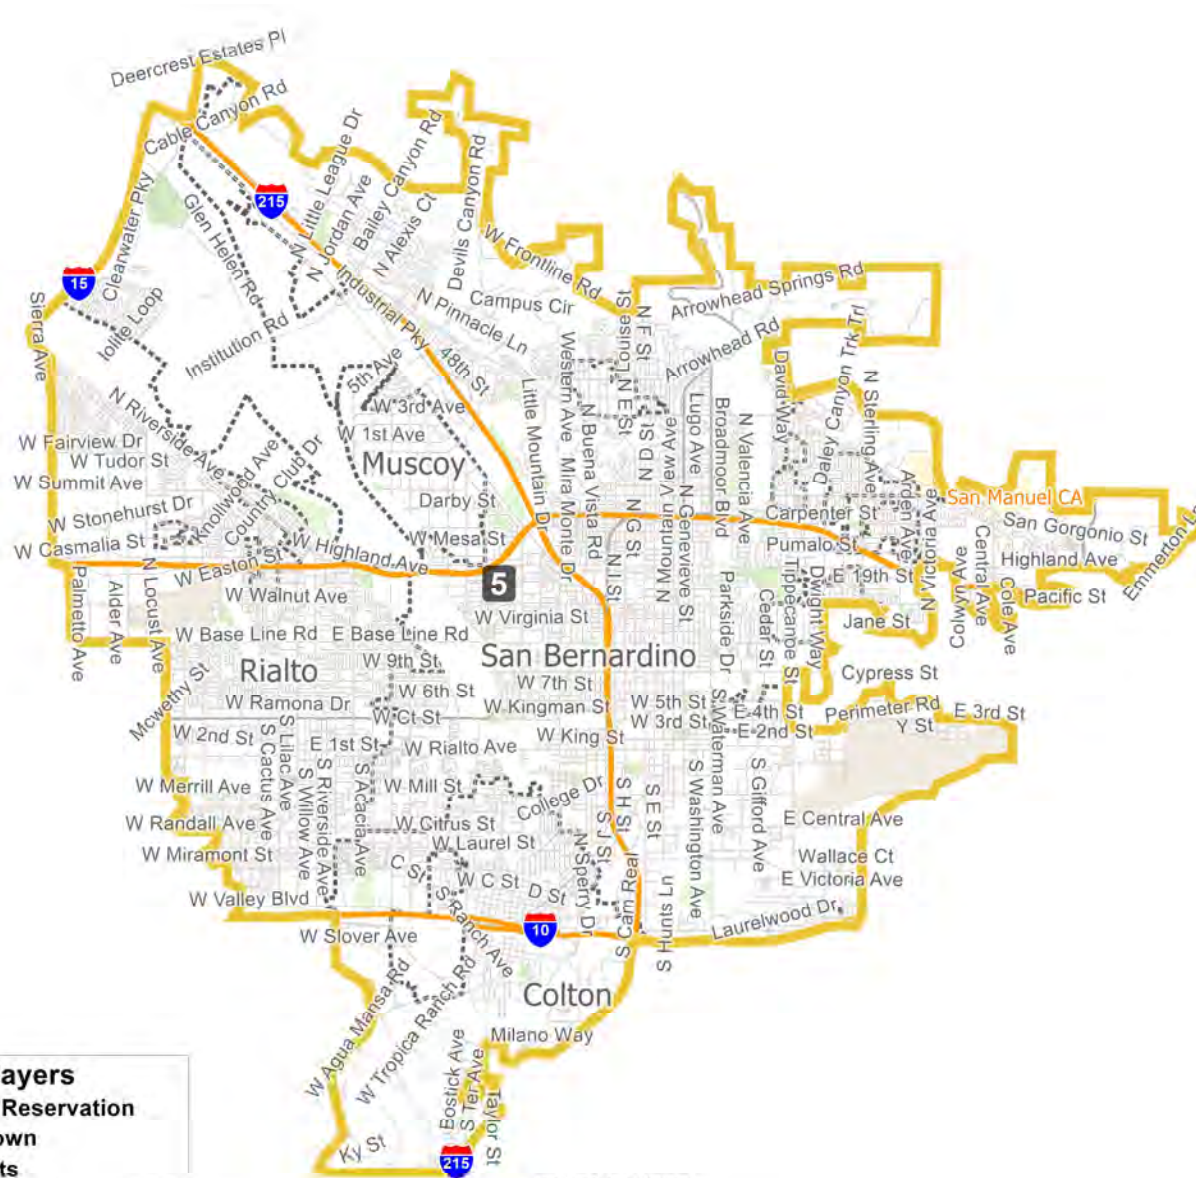 Deercrest Estates Pl
Cable Canyon Rd
215
N Little League Dr
N Jordan Ave
Bailey Canyon Rd
N Alexis Ct
Devils Canyon Rd
Clearwater Pky
Glen Helen Rd
W Frontline Rd
15
Sierra Ave
Iolite Loop
Institution Rd
Industrial Pky
N Pinnacle Ln
Campus Cir
48th St
Arrowhead Springs Rd
Arrowhead Rd
N F St
N E St
N D St
Western Ave
Little Mountain Dr
N Buena Vista Rd
Mira Monte Dr
Lugo Ave
Broadmoor Blvd
N Valencia Ave
David Way
Daley Canyon Trk Trl
N Sterling Ave
Arden Ave
N Victoria Ave
5th Ave
W 3rd Ave
W 1st Ave
Muscoy
Darby St
W Mesa St
N Riverside Ave
W Fairview Dr
W Tudor St
W Summit Ave
W Stonehurst Dr
Knollwood Ave
Country Club Dr
W Casmalia St
W Easton St
W Highland Ave
N G St
N I St
N Mountain View Ave
N Genevieve St
San Manuel CA
Carpenter St
Pumalo St
E 19th St
San Gorgonio St
Highland Ave
Pacific St
Emmerton Ln
Central Ave
Colwyn Ave
Cole Ave
Palmetto Ave
Alder Ave
N Locust Ave
W Walnut Ave
5
W Virginia St
Parkside Dr
Cedar St
Tippecanoe St
Dwight Way
Jane St
W Base Line Rd
E Base Line Rd
Rialto
W 9th St
San Bernardino
Cypress St
W 6th St
W 7th St
W Ramona Dr
W Kingman St
W 5th St
W 3rd St
S Waterman Ave
E 4th St
E 2nd St
Perimeter Rd
Y St
E 3rd St
Mcwethy St
W Ct St
W 2nd St
E 1st St
W Rialto Ave
W King St
S Cactus Ave
S Lilac Ave
S Willow Ave
S Riverside Ave
S Acacia Ave
W Merrill Ave
W Mill St
College Dr
S H St
S E St
S Washington Ave
S Gifford Ave
W Randall Ave
W Citrus St
W Laurel St
S J St
E Central Ave
W Miramont St
C St
W C St
D St
N Sperry Dr
Wallace Ct
E Victoria Ave
W Valley Blvd
S Ranch Ave
10
S Cam Real
S Hunts Ln
Laurelwood Dr
W Slover Ave
Colton
W Agua Mansa Rd
W Tropica Ranch Rd
Milano Way
Bostick Ave
S Ter Ave
Taylor St
Ky St
215
ayers
Reservation
own
ts